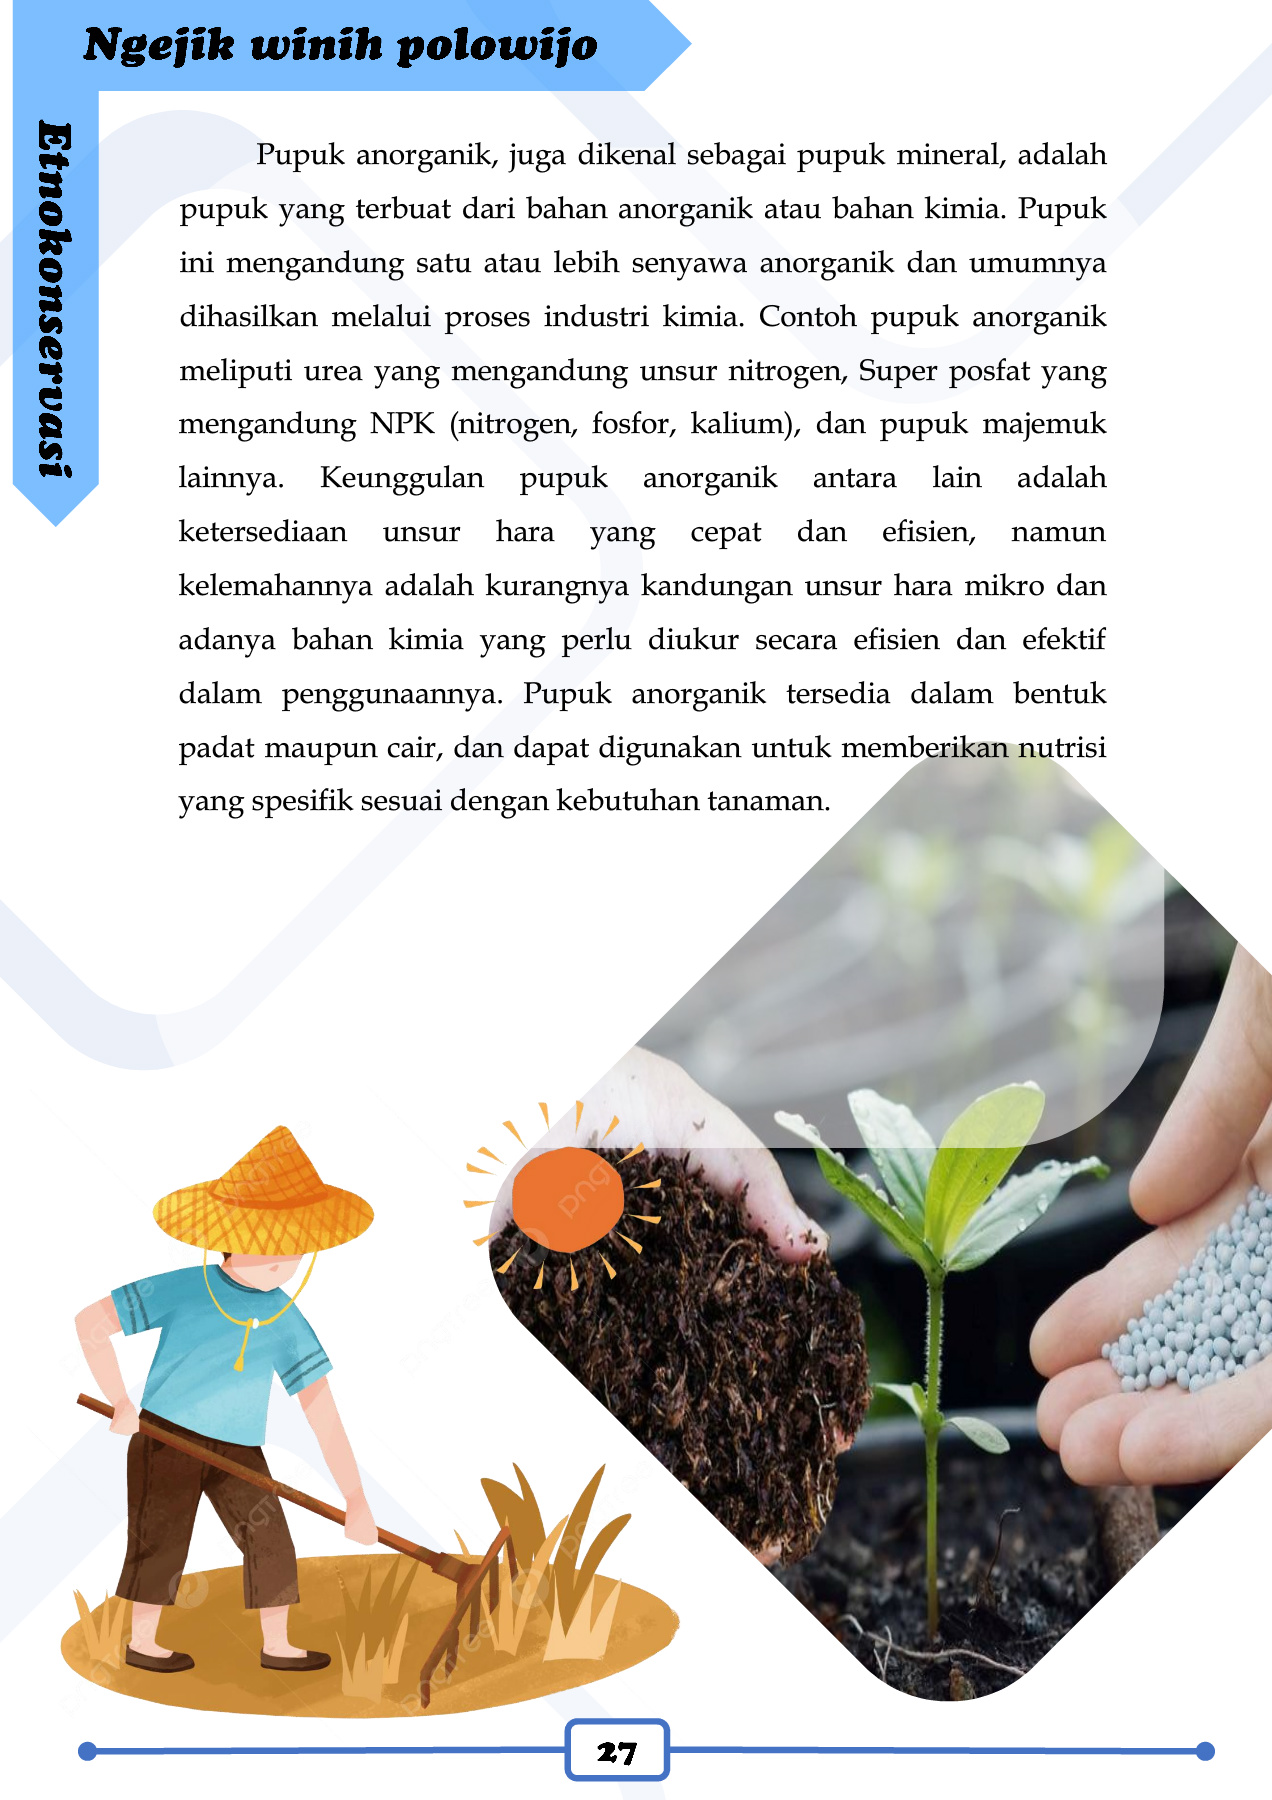 Ngejik winih polowijo
Etnokonservasi
Pupuk anorganik, juga dikenal sebagai pupuk mineral, adalah
pupuk yang terbuat dari bahan anorganik atau bahan kimia. Pupuk
ini mengandung satu atau lebih senyawa anorganik dan umumnya
dihasilkan melalui proses industri kimia. Contoh pupuk anorganik
meliputi urea yang mengandung unsur nitrogen, Super posfat yang
mengandung NPK (nitrogen, fosfor, kalium), dan pupuk majemuk
lainnya. Keunggulan pupuk anorganik antara lain adalah
ketersediaan unsur hara yang cepat dan efisien, namun
kelemahannya adalah kurangnya kandungan unsur hara mikro dan
adanya bahan kimia yang perlu diukur secara efisien dan efektif
dalam penggunaannya. Pupuk anorganik tersedia dalam bentuk
padat maupun cair, dan dapat digunakan untuk memberikan nutrisi
yang spesifik sesuai dengan kebutuhan tanaman.
27